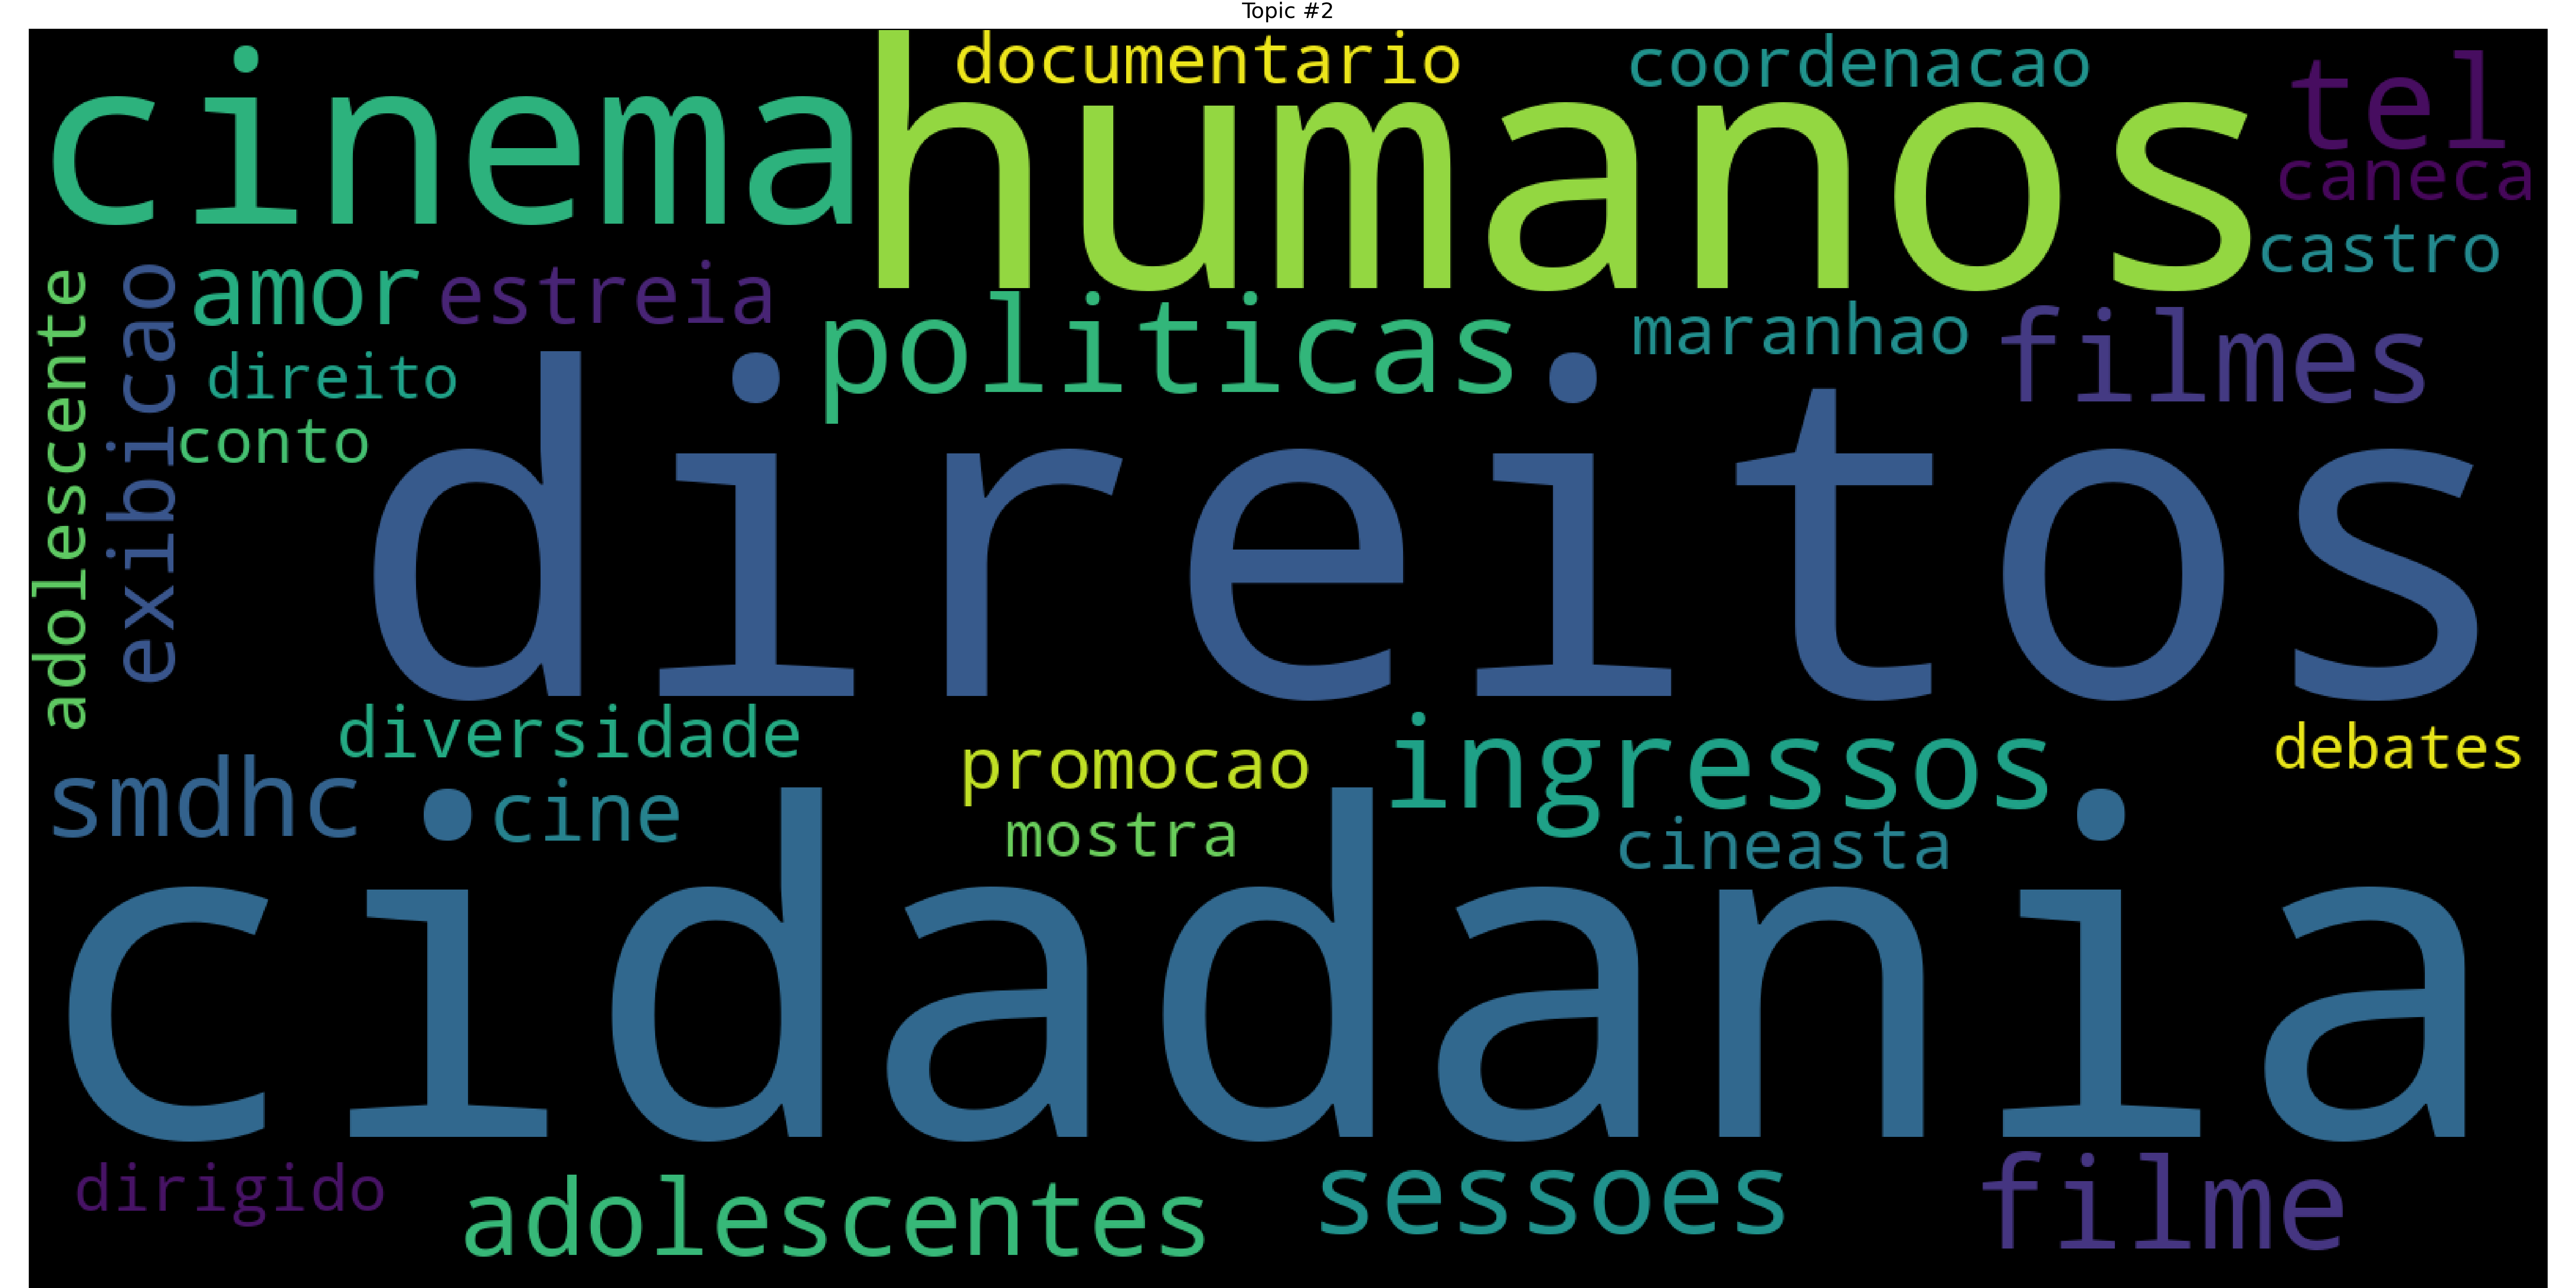 Topic #2
documentario
coordenacao
cinema
humanos
tel
caneca
castro
adolescente
exibicao
amor
estreia
politicas
maranhao
filmes
direito
conto
direitos
diversidade
promocao
ingressos
debates
smdhc
cine
mostra
cineasta
cidadania
dirigido
adolescentes
sessoes
filme